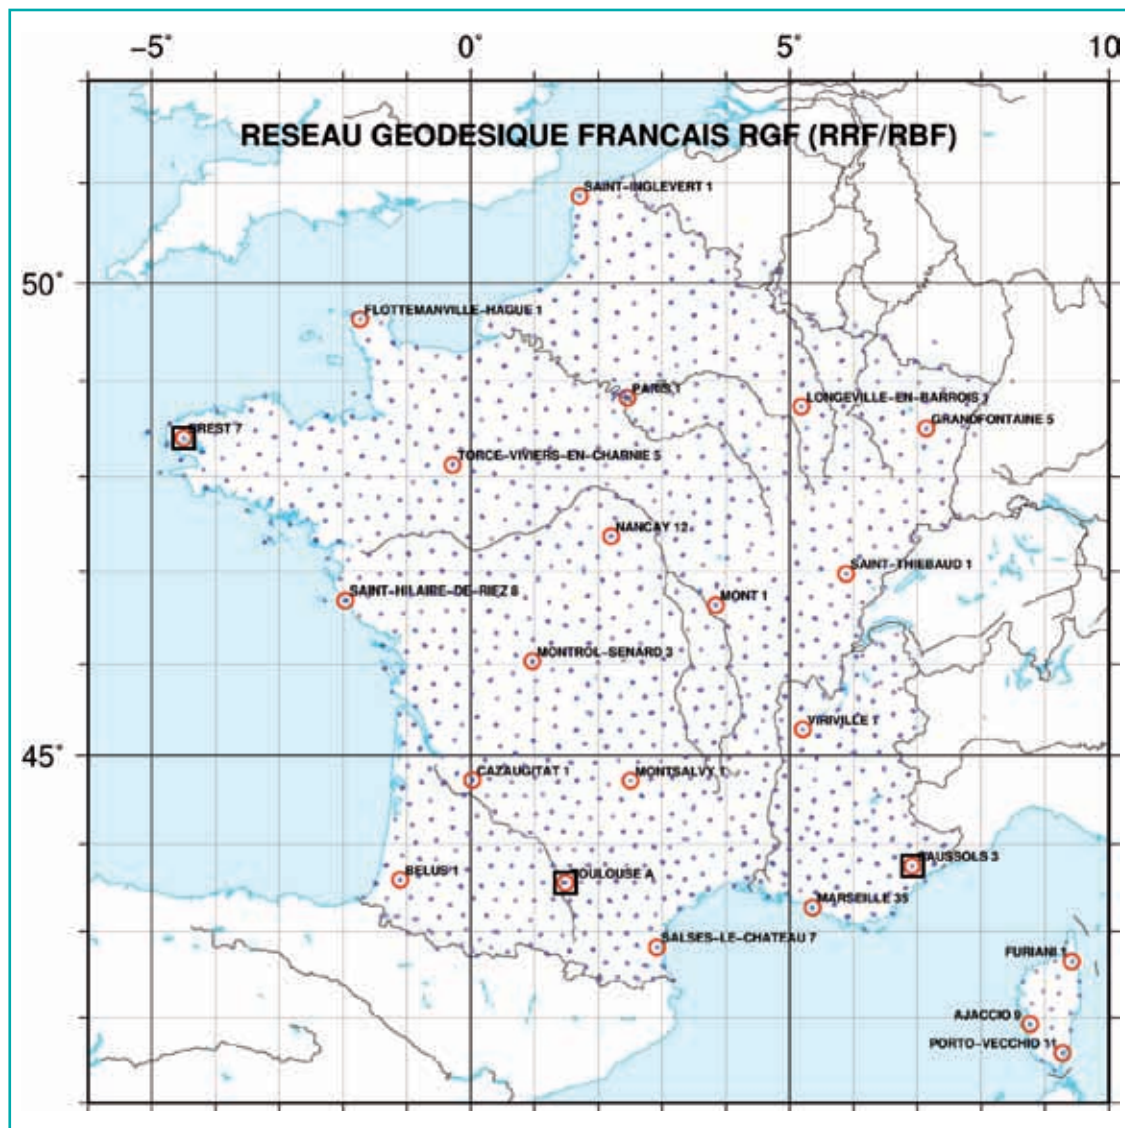 −5° 0° 5° 10
RESEAU GEODESIQUE FRANCAIS RGF (RRF/RBF)
SAINT−INGLEVERT 1
50°
FLOTTEMANVILLE−HAGUE 1
PARIS 1
LONGEVILLE−EN−BARROIS 1
GRANDFONTAINE 5
BREST 7
TORCE−VIVIERS−EN−CHARNIE 5
NANCAY 12
SAINT−THIEBAUD 1
SAINT−HILAIRE−DE−RIEZ 8
MONT 1
MONTROL−SENARD 3
VIRIVILLE 1
45°
CAZAUGITAT 1
MONTSALVY 1
CAUSSOLS 3
BELUS 1
TOULOUSE A
MARSEILLE 35
SALSES−LE−CHATEAU 7
FURIANI 1
AJACCIO 9
PORTO−VECCHIO 11